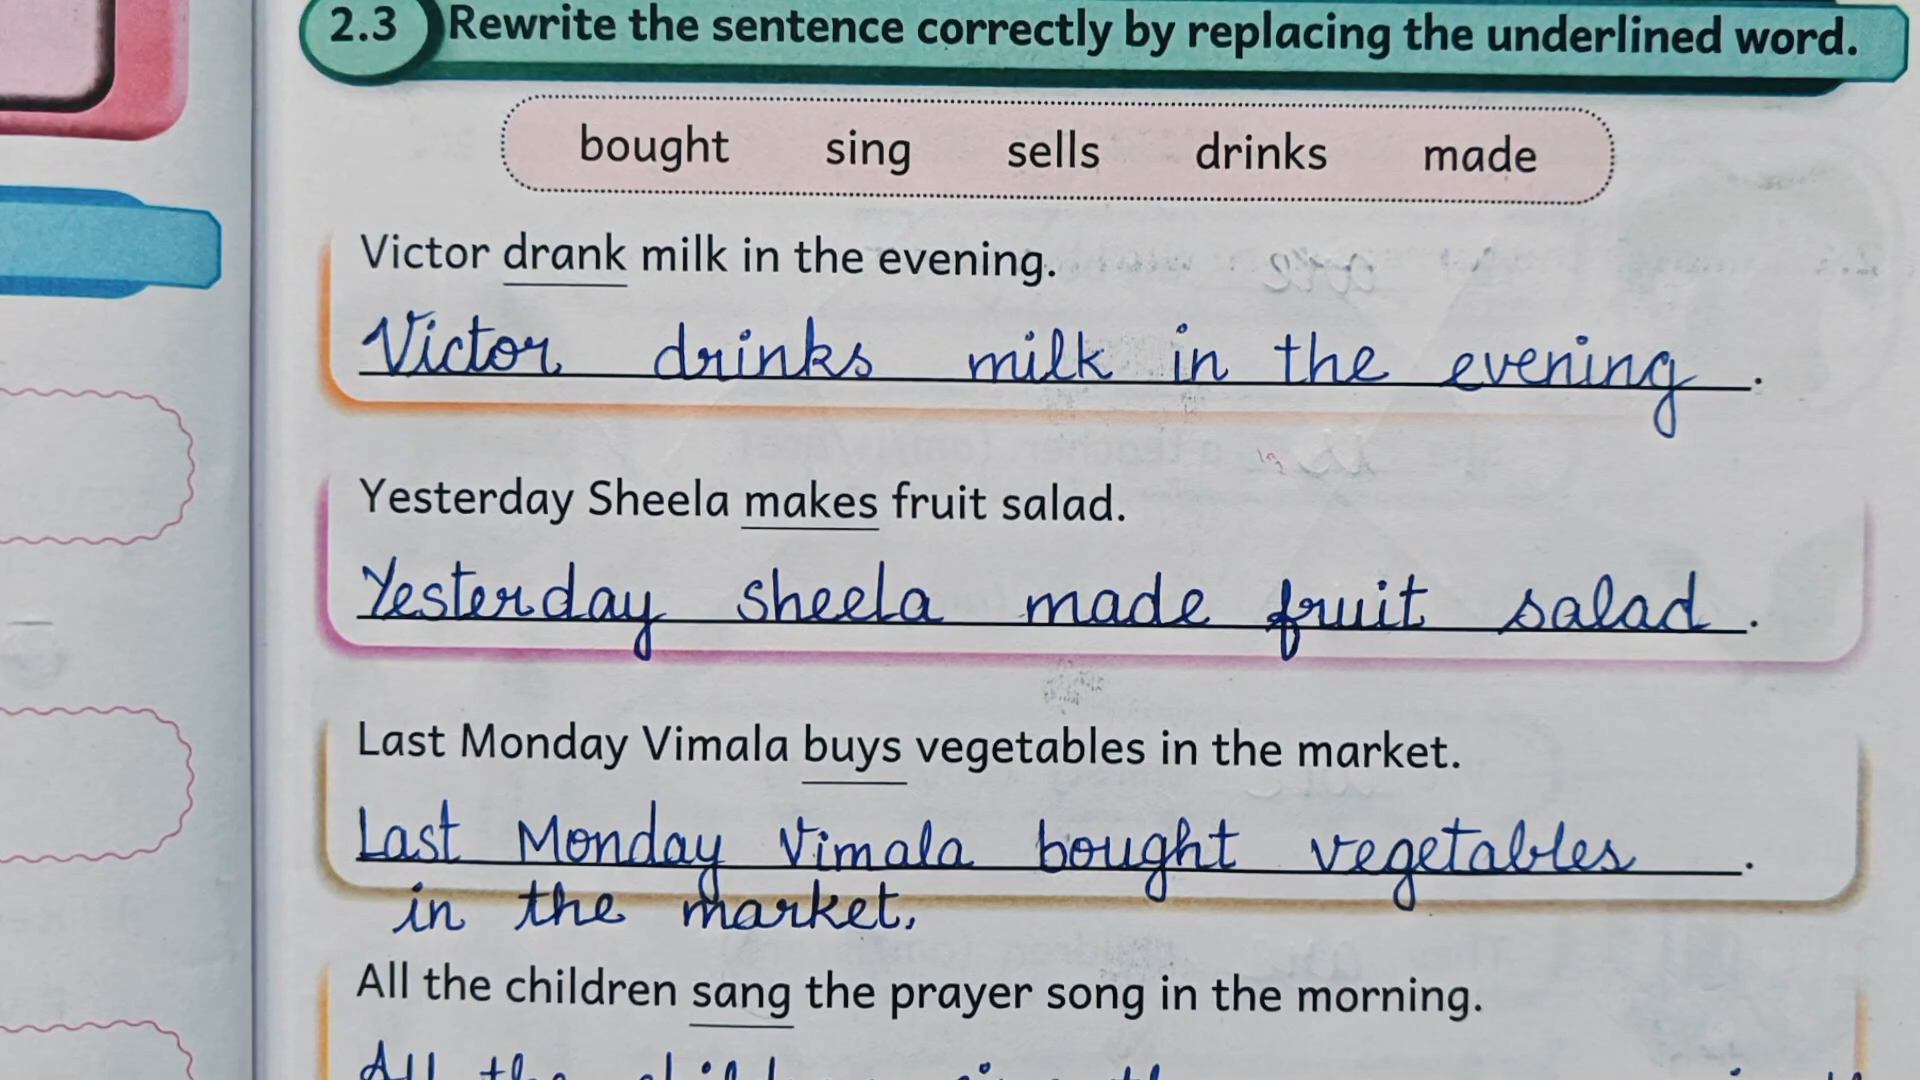 2.3 Rewrite the sentence correctly by replacing the underlined word.
bought sing sells drinks made
Victor drank milk in the evening.
Victor drinks milk in the evening.
Yesterday Sheela makes fruit salad.
Yesterday sheela made fruit salad.
Last Monday Vimala buys vegetables in the market.
Last Monday Vimala bought vegetables.
in the market.
All the children sang the prayer song in the morning.
All the